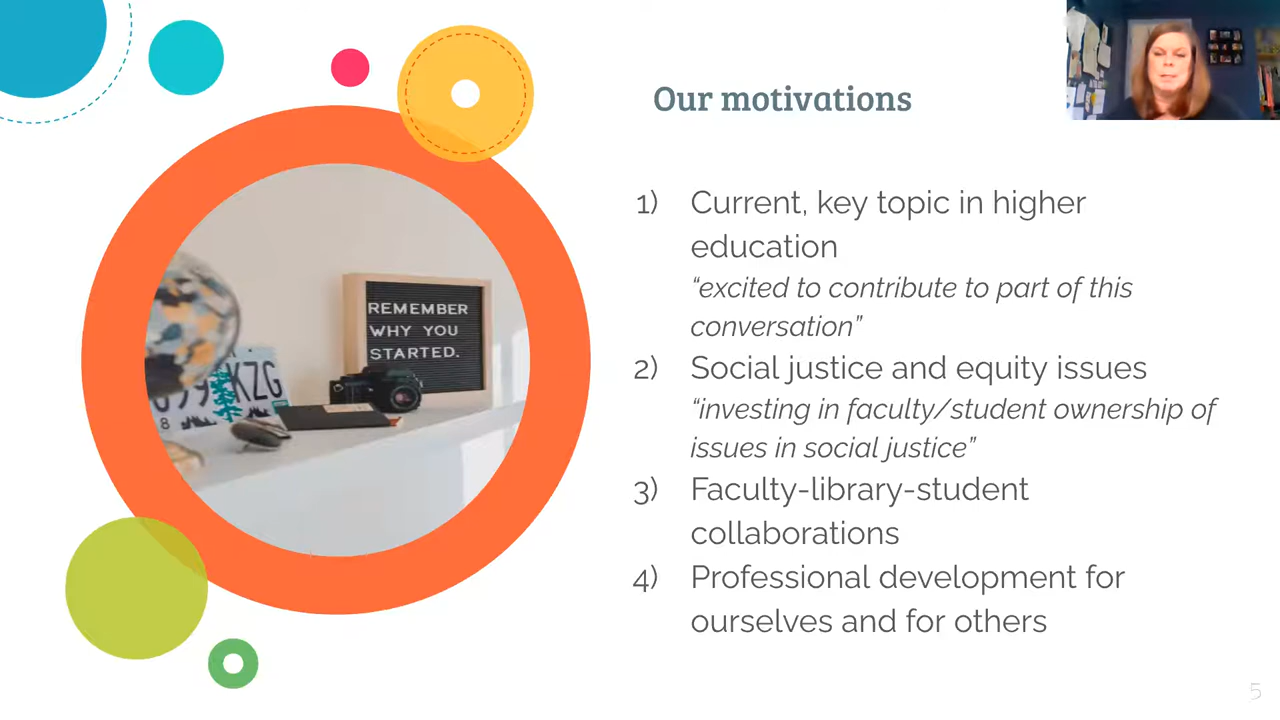 Our motivations
1) Current, key topic in higher
education
“excited to contribute to part of this
conversation”
2) Social justice and equity issues
“investing in faculty/student ownership of
issues in social justice”
3) Faculty-library-student
collaborations
4) Professional development for
ourselves and for others
REMEMBER
WHY YOU
STARTED.
KZG
8
5